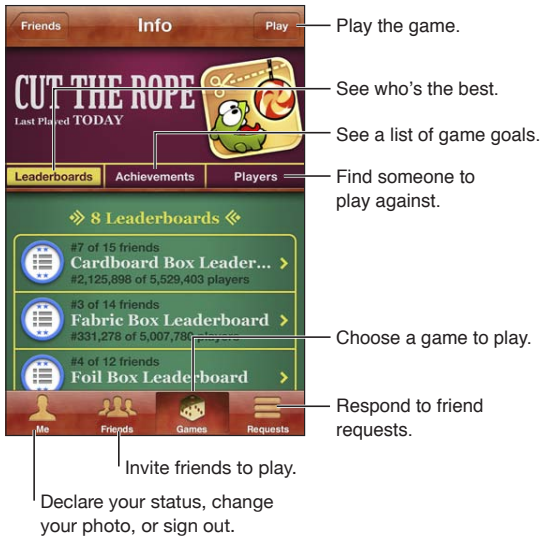 Friends
Info
Play
Play the game.
CUT THE ROPE
Last Played TODAY
See who's the best.
See a list of game goals.
Leaderboards
Achievements
Players
Find someone to
play against.
8 Leaderboards
#7 of 15 friends
Cardboard Box Leader...
#2,125,898 of 5,529,403 players
#3 of 14 friends
Fabric Box Leaderboard
#331,278 of 5,007,780 players
Choose a game to play.
#4 of 12 friends
Foil Box Leaderboard
Me
Friends
Games
Requests
Respond to friend
requests.
Invite friends to play.
Declare your status, change
your photo, or sign out.